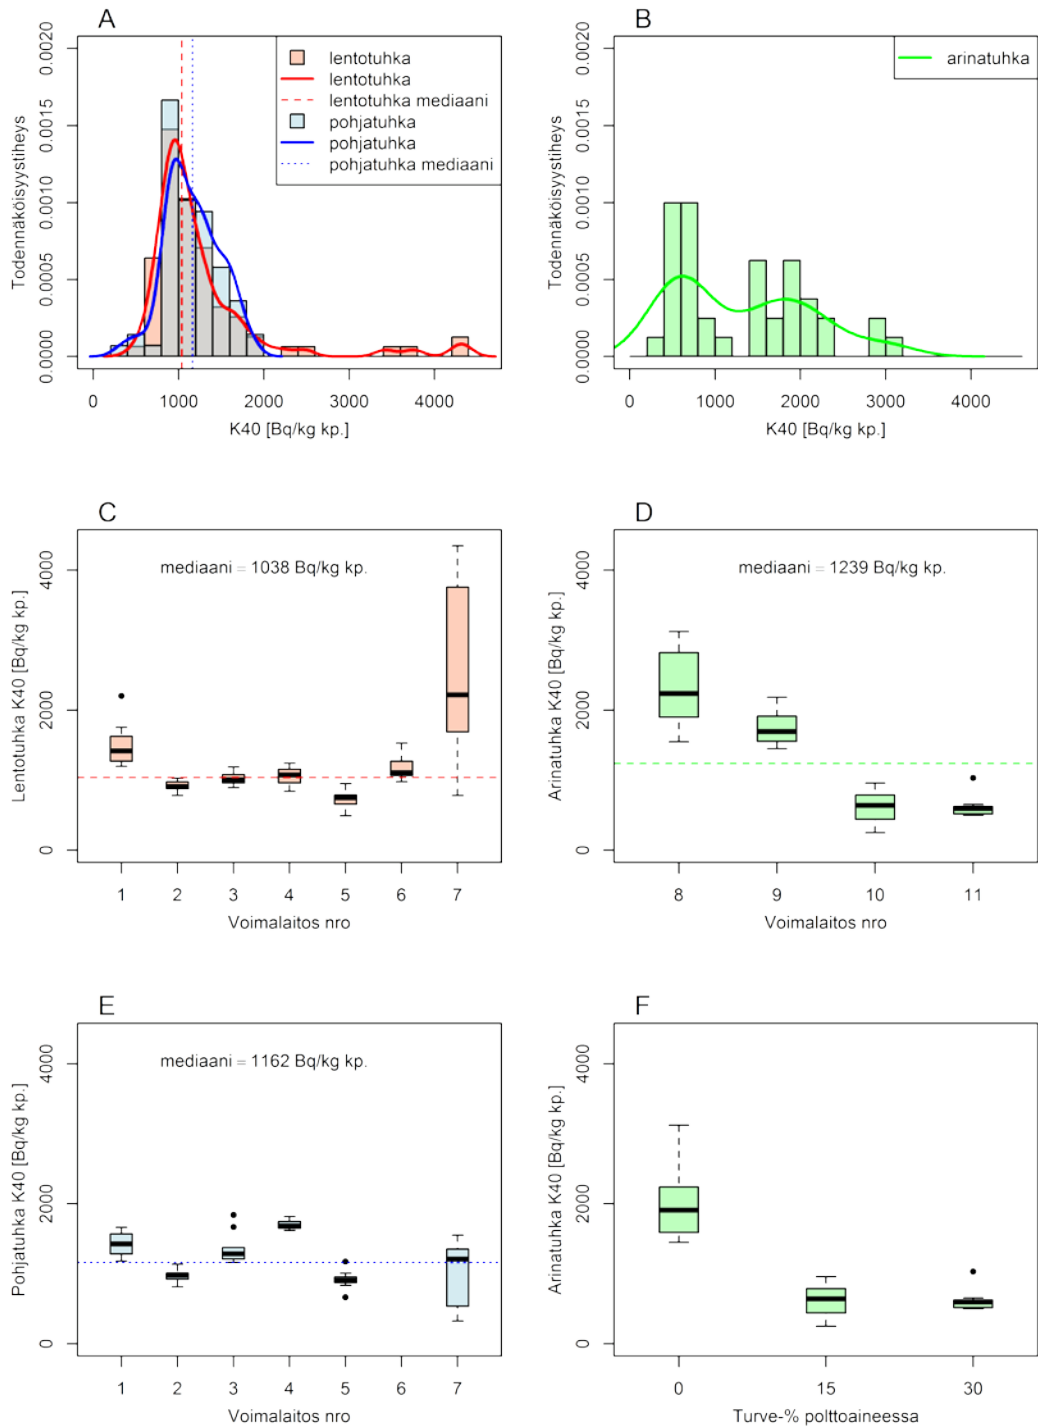 A
0.0000 0.0005 0.0010 0.0015 0.0020
Todennäköisyystiheys
lentotuhka
lentotuhka
lentotuhka mediaani
pohjatuhka
pohjatuhka
pohjatuhka mediaani
0 1000 2000 3000 4000
K40 [Bq/kg kp.]
B
0.0000 0.0005 0.0010 0.0015 0.0020
Todennäköisyystiheys
arinatuhka
0 1000 2000 3000 4000
K40 [Bq/kg kp.]
C
mediaani = 1038 Bq/kg kp.
0 2000 4000
Lentotuhka K40 [Bq/kg kp.]
1 2 3 4 5 6 7
Voimalaitos nro
D
mediaani = 1239 Bq/kg kp.
0 2000 4000
Arinatuhka K40 [Bq/kg kp.]
8 9 10 11
Voimalaitos nro
E
mediaani = 1162 Bq/kg kp.
0 2000 4000
Pohjatuhka K40 [Bq/kg kp.]
1 2 3 4 5 7
Voimalaitos nro
F
0 2000 4000
Arinatuhka K40 [Bq/kg kp.]
0 15 30
Turve-% polttoaineessa